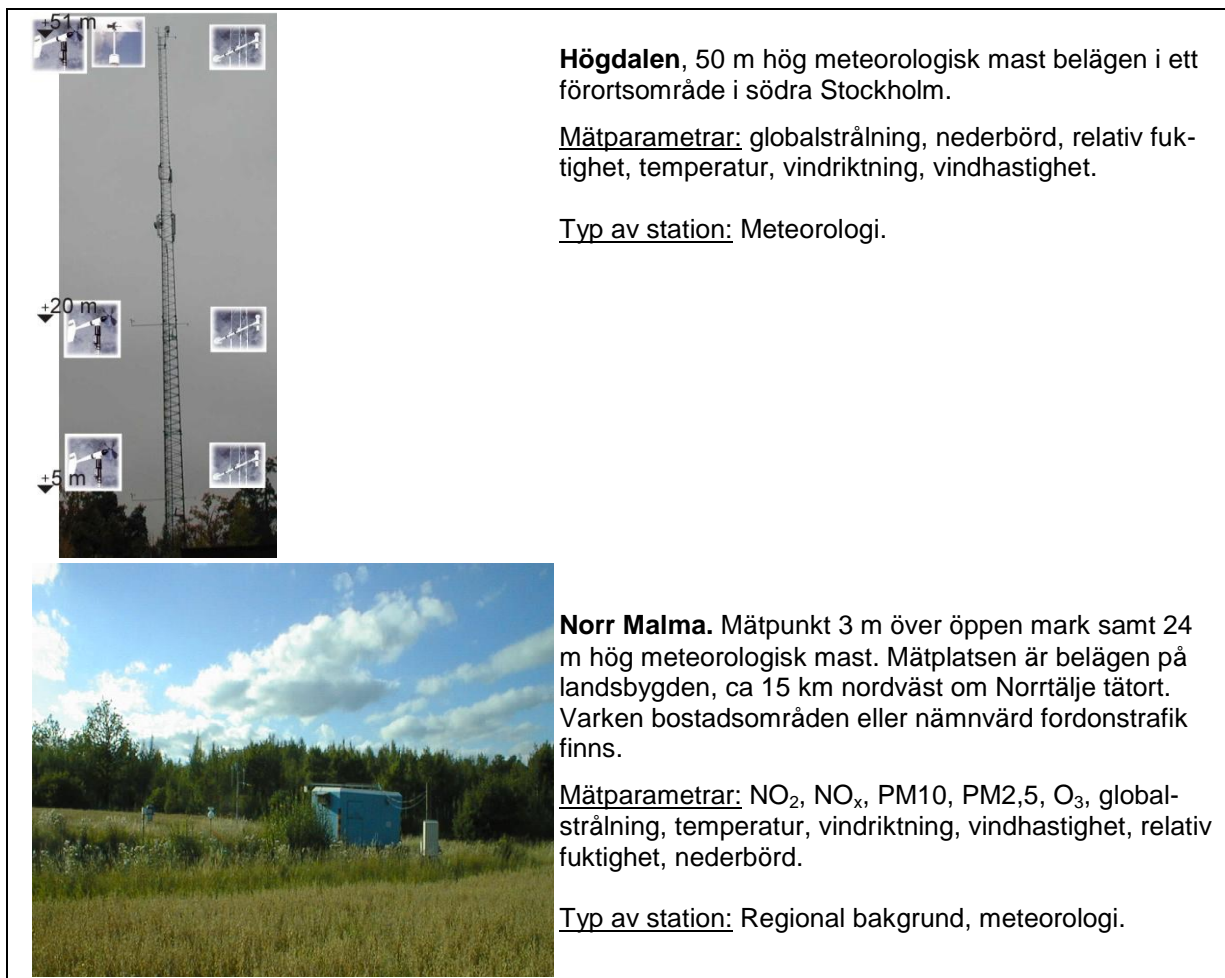 +51 m
+20 m
+5 m
Högdalen, 50 m hög meteorologisk mast belägen i ett
förortsområde i södra Stockholm.
Mätparametrar: globalstrålning, nederbörd, relativ fuk-
tighet, temperatur, vindriktning, vindhastighet.
Typ av station: Meteorologi.
Norr Malma. Mätpunkt 3 m över öppen mark samt 24
m hög meteorologisk mast. Mätplatsen är belägen på
landsbygden, ca 15 km nordväst om Norrtälje tätort.
Varken bostadsområden eller nämnvärd fordonstrafik
finns.
Mätparametrar: NO₂, NOₓ, PM10, PM2,5, O₃, global-
strålning, temperatur, vindriktning, vindhastighet, relativ
fuktighet, nederbörd.
Typ av station: Regional bakgrund, meteorologi.